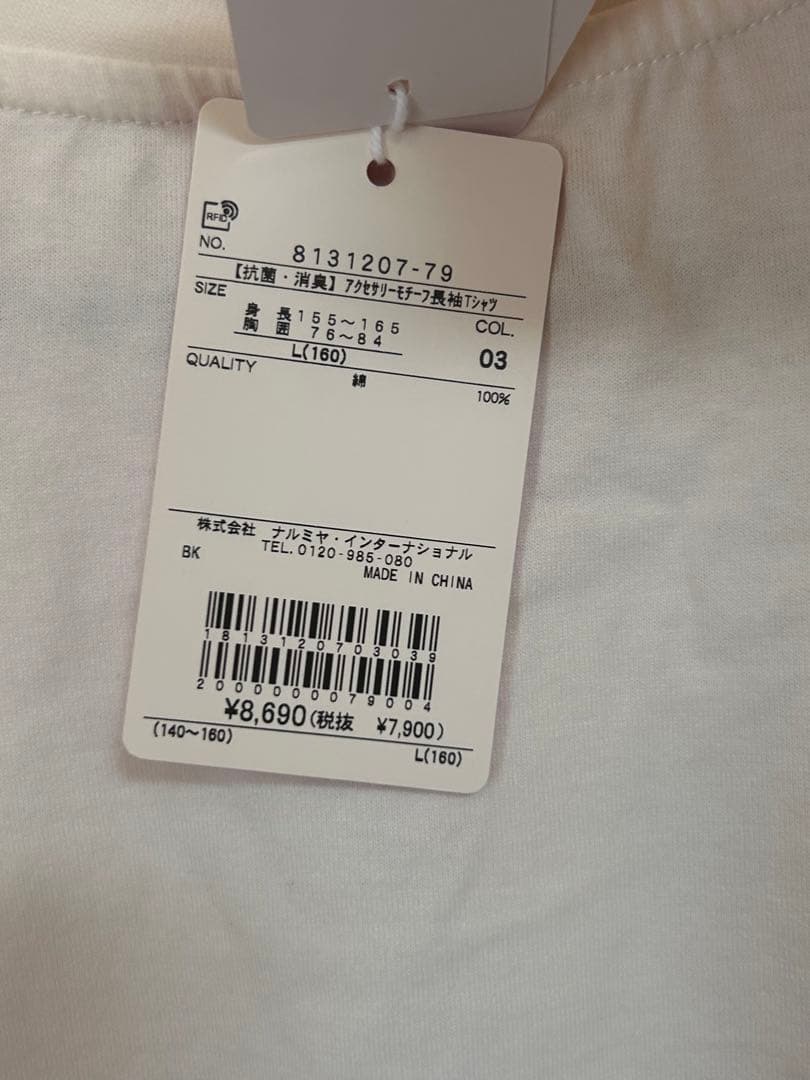 RFID
NO. 8131207-79
【抗菌・消臭】アクセサリーモチーフ長袖Tシャツ
SIZE
身長155～165 COL.
胸囲 76～84 03
L(160)
QUALITY
綿 100%
株式会社 ナルミヤ・インターナショナル
TEL.0120-985-080
BK MADE IN CHINA
1813120703039
2000000079004
¥8,690(税抜 ¥7,900)
(140～160) L(160)